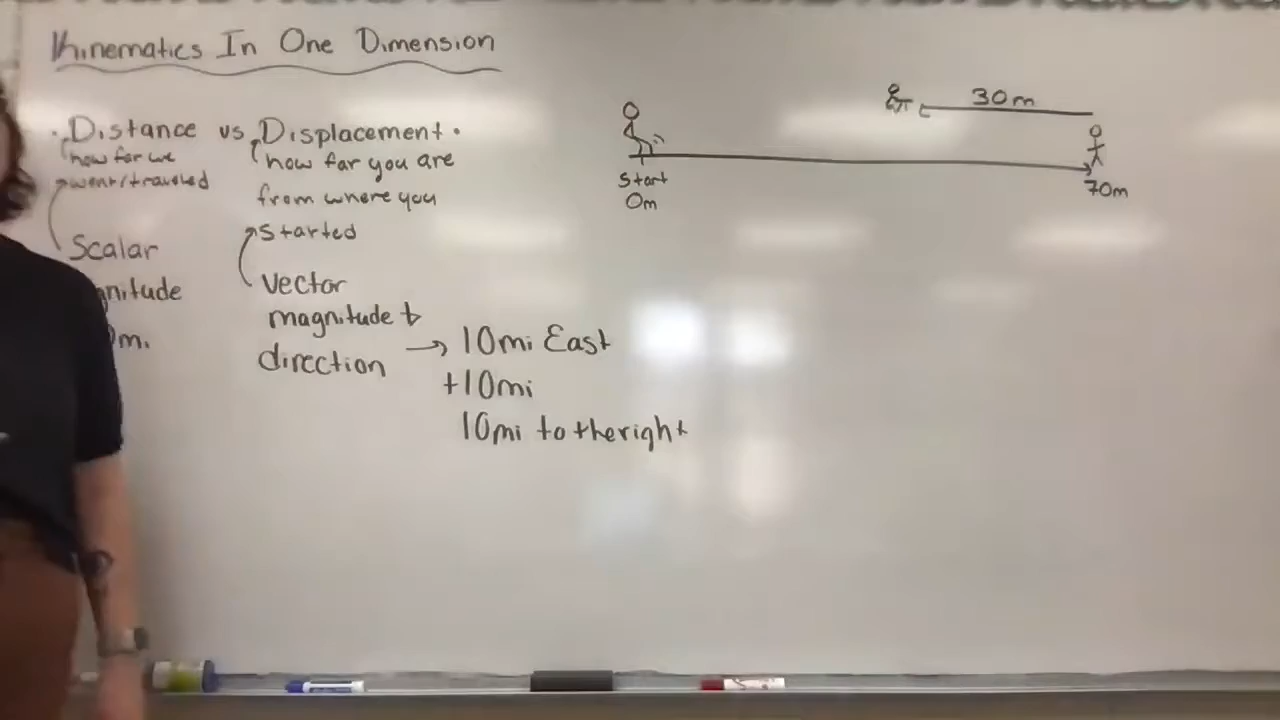 Kinematics In One Dimension
· Distance vs Displacement ·
how far we
went/traveled
how far you are
from where you
started
Scalar
nitude
m.
Vector
magnitude +
direction → 10mi East
+10mi
10mi to the right
30m
Start
0m
70m